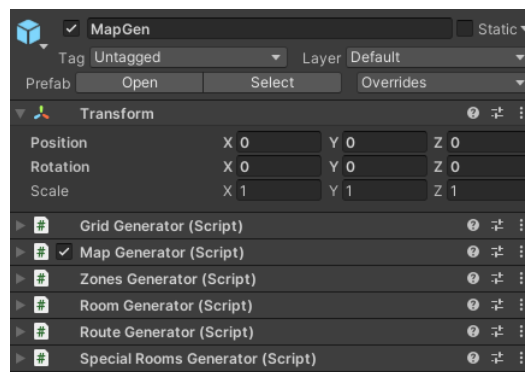 MapGen Static
Tag Untagged Layer Default
Prefab Open Select Overrides
Transform
Position X 0 Y 0 Z 0
Rotation X 0 Y 0 Z 0
Scale X 1 Y 1 Z 1
# Grid Generator (Script)
# Map Generator (Script)
# Zones Generator (Script)
# Room Generator (Script)
# Route Generator (Script)
# Special Rooms Generator (Script)